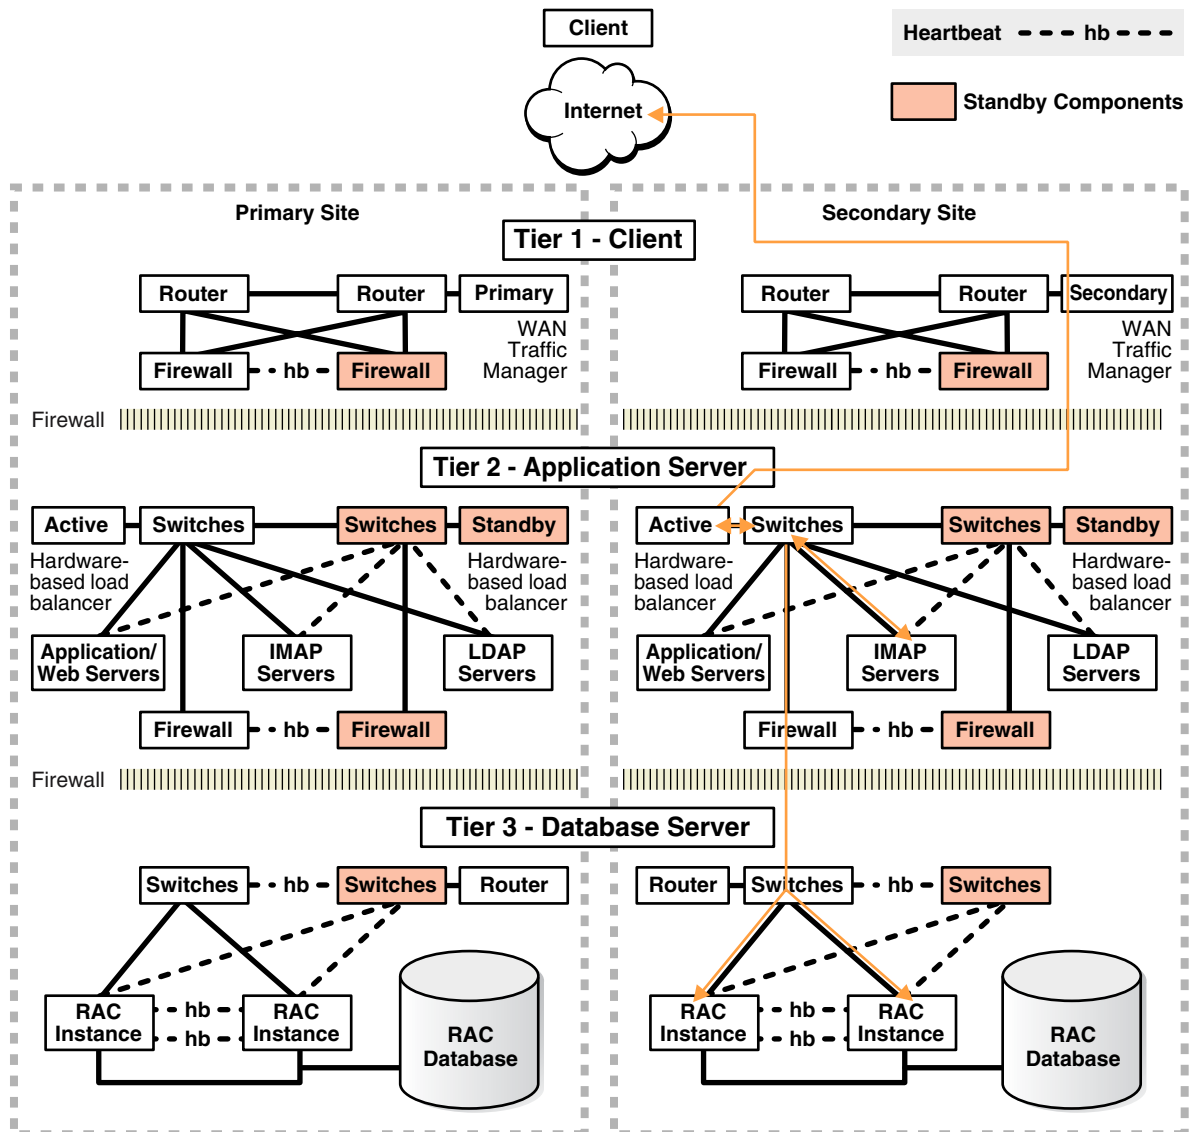 Client
Heartbeat hb
Internet
Standby Components
Primary Site
Secondary Site
Tier 1 - Client
Router
Router
Primary
Router
Router
Secondary
WAN
Traffic
Manager
WAN
Traffic
Manager
Firewall
hb
Firewall
Firewall
hb
Firewall
Firewall
Tier 2 - Application Server
Active
Switches
Switches
Standby
Active
Switches
Switches
Standby
Hardware-
based load
balancer
Hardware-
based load
balancer
Hardware-
based load
balancer
Hardware-
based load
balancer
Application/
Web Servers
IMAP
Servers
LDAP
Servers
Application/
Web Servers
IMAP
Servers
LDAP
Servers
Firewall
hb
Firewall
Firewall
hb
Firewall
Firewall
Tier 3 - Database Server
Switches
hb
Switches
Router
Router
Switches
hb
Switches
RAC
Instance
hb
hb
RAC
Instance
RAC
Database
RAC
Instance
hb
hb
RAC
Instance
RAC
Database